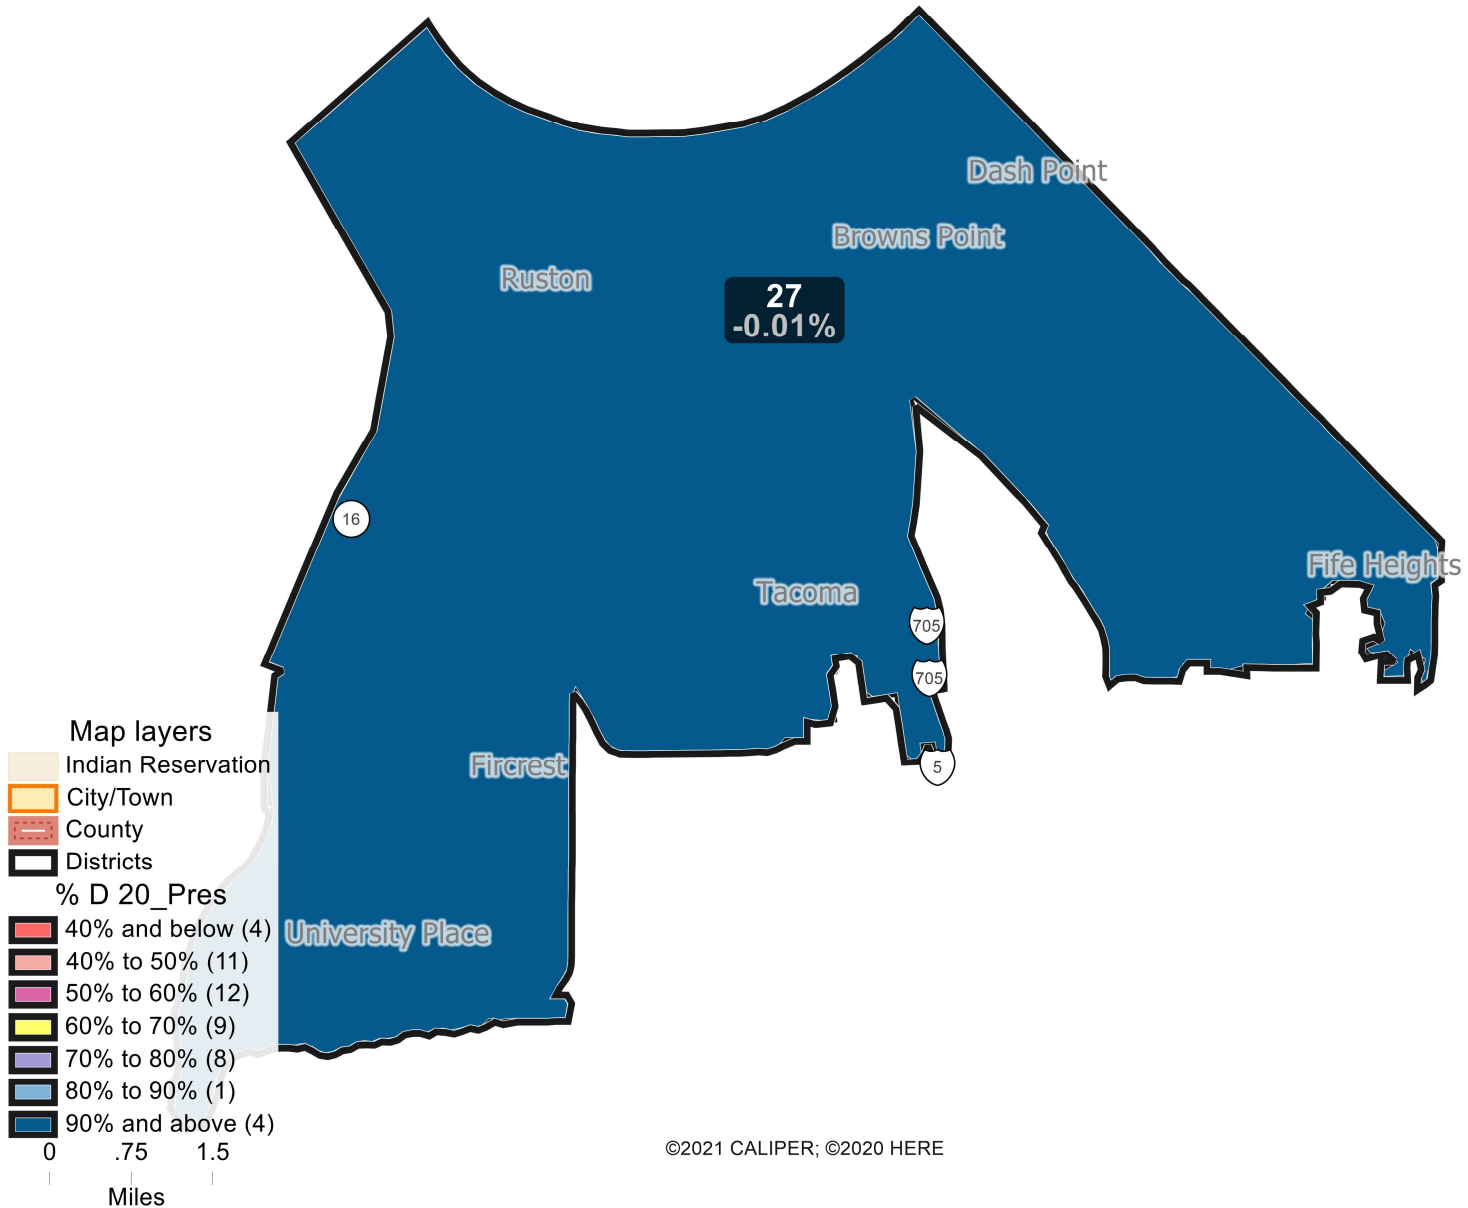 Dash Point
Browns Point
Ruston
27
-0.01%
16
Fife Heights
Tacoma
705
705
Fircrest
5
University Place
Map layers
Indian Reservation
City/Town
County
Districts
% D 20_Pres
40% and below (4)
40% to 50% (11)
50% to 60% (12)
60% to 70% (9)
70% to 80% (8)
80% to 90% (1)
90% and above (4)
0 .75 1.5
Miles
©2021 CALIPER; ©2020 HERE